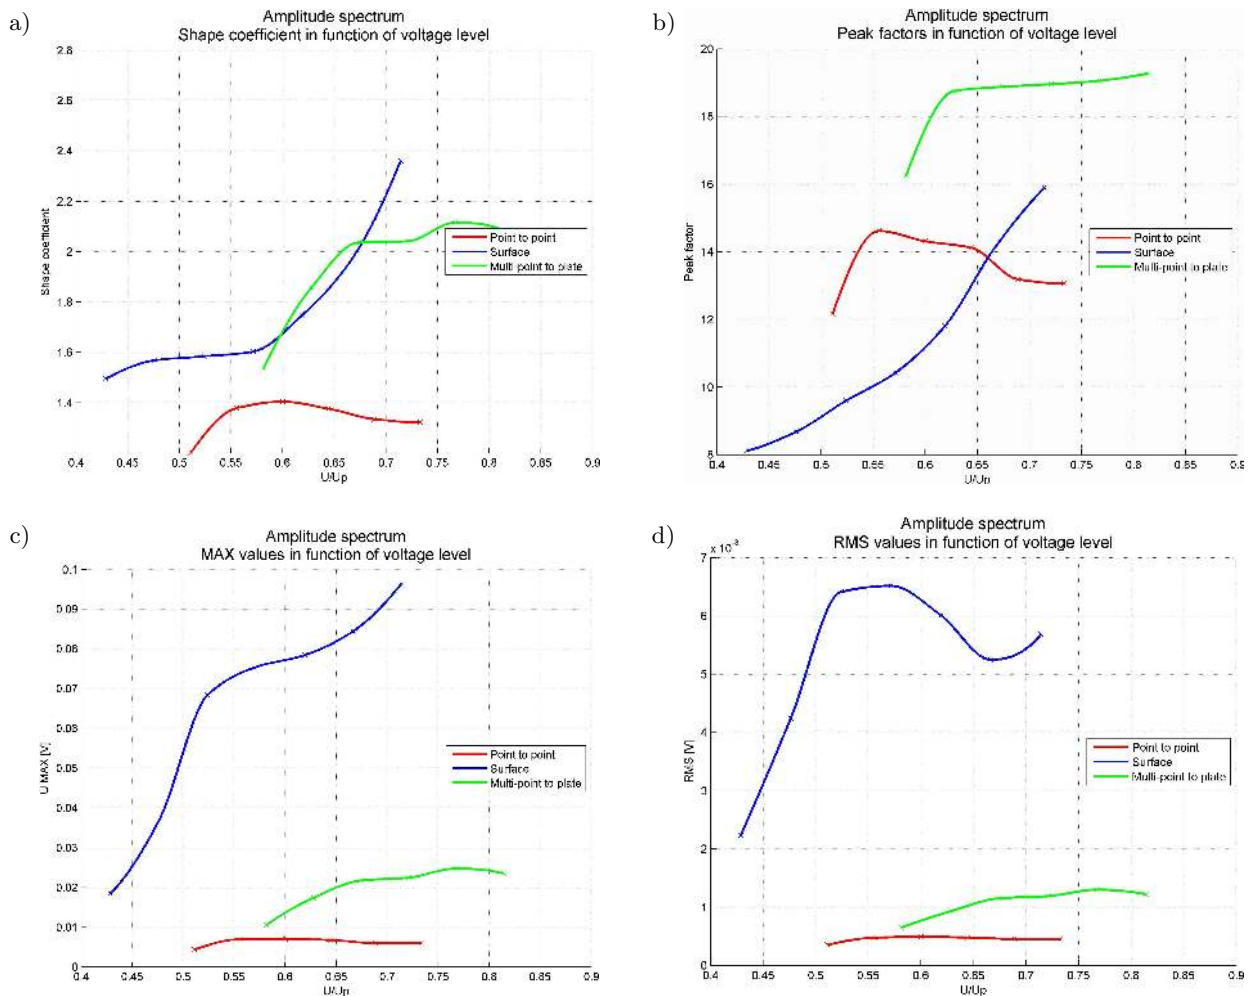 a)
Amplitude spectrum
Shape coefficient in function of voltage level
2.8
2.6
2.4
2.2
2
1.8
1.6
1.4
Shape coefficient
Point to point
Surface
Multi-point to plate
0.4 0.45 0.5 0.55 0.6 0.65 0.7 0.75 0.8 0.85 0.9
U/Up
b)
Amplitude spectrum
Peak factors in function of voltage level
20
18
16
14
12
10
8
Peak factor
Point to point
Surface
Multi-point to plate
0.4 0.45 0.5 0.55 0.6 0.65 0.7 0.75 0.8 0.85 0.9
U/Up
c)
Amplitude spectrum
MAX values in function of voltage level
0.1
0.09
0.08
0.07
0.06
0.05
0.04
0.03
0.02
0.01
0
U MAX [V]
Point to point
Surface
Multi-point to plate
0.4 0.45 0.5 0.55 0.6 0.65 0.7 0.75 0.8 0.85 0.9
U/Up
d)
Amplitude spectrum
RMS values in function of voltage level
7 x 10⁻³
6
5
4
3
2
1
0
RMS [V]
Point to point
Surface
Multi-point to plate
0.4 0.45 0.5 0.55 0.6 0.65 0.7 0.75 0.8 0.85 0.9
U/Up